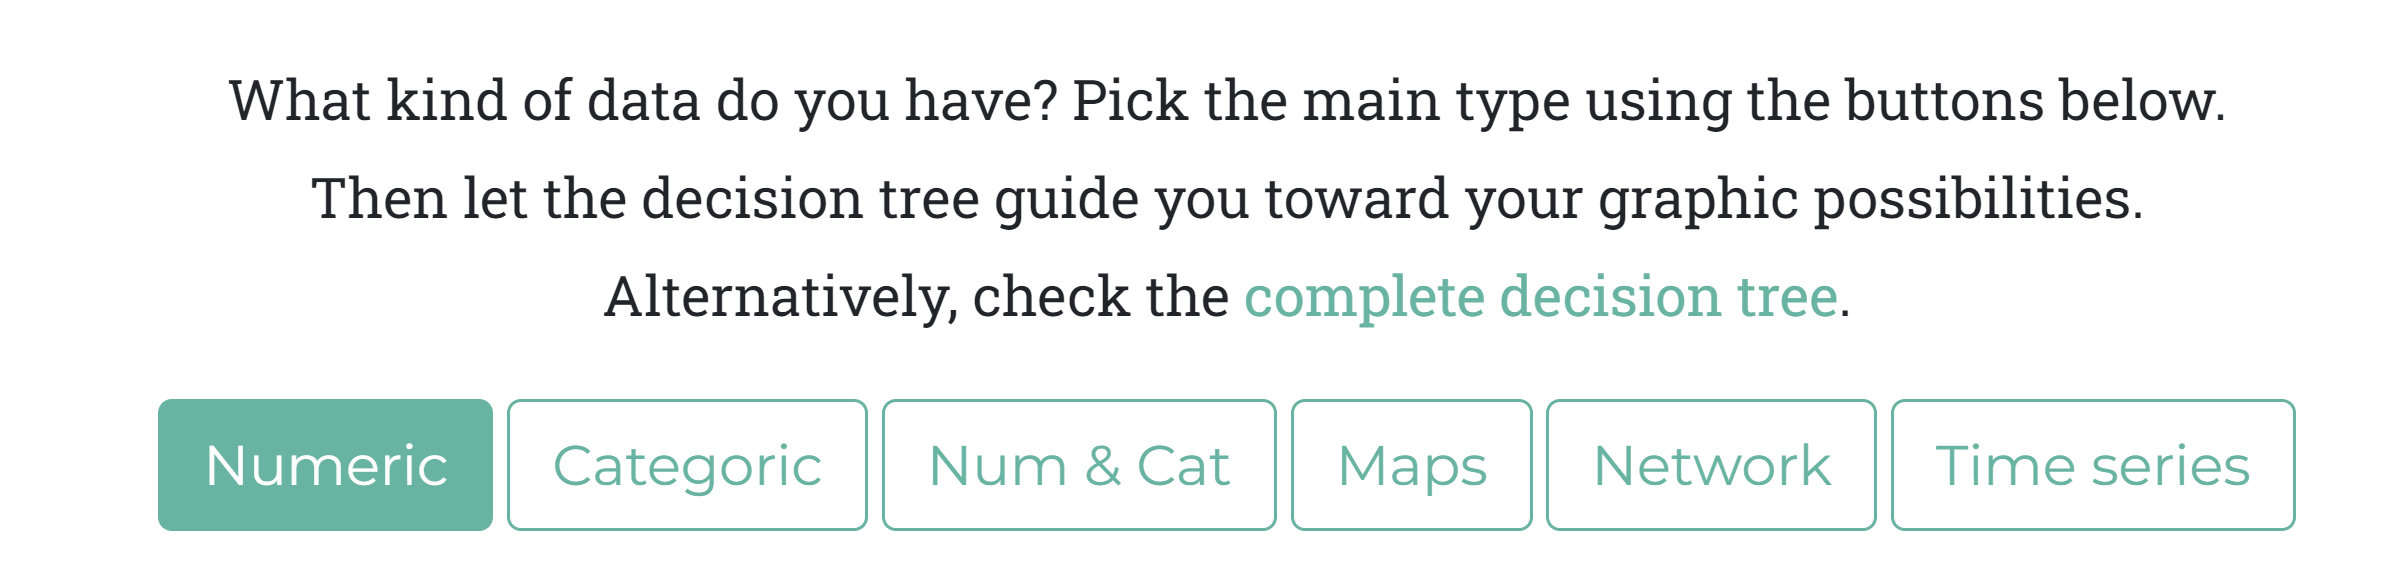 What kind of data do you have? Pick the main type using the buttons below.
Then let the decision tree guide you toward your graphic possibilities.
Alternatively, check the complete decision tree.
Numeric Categoric Num & Cat Maps Network Time series